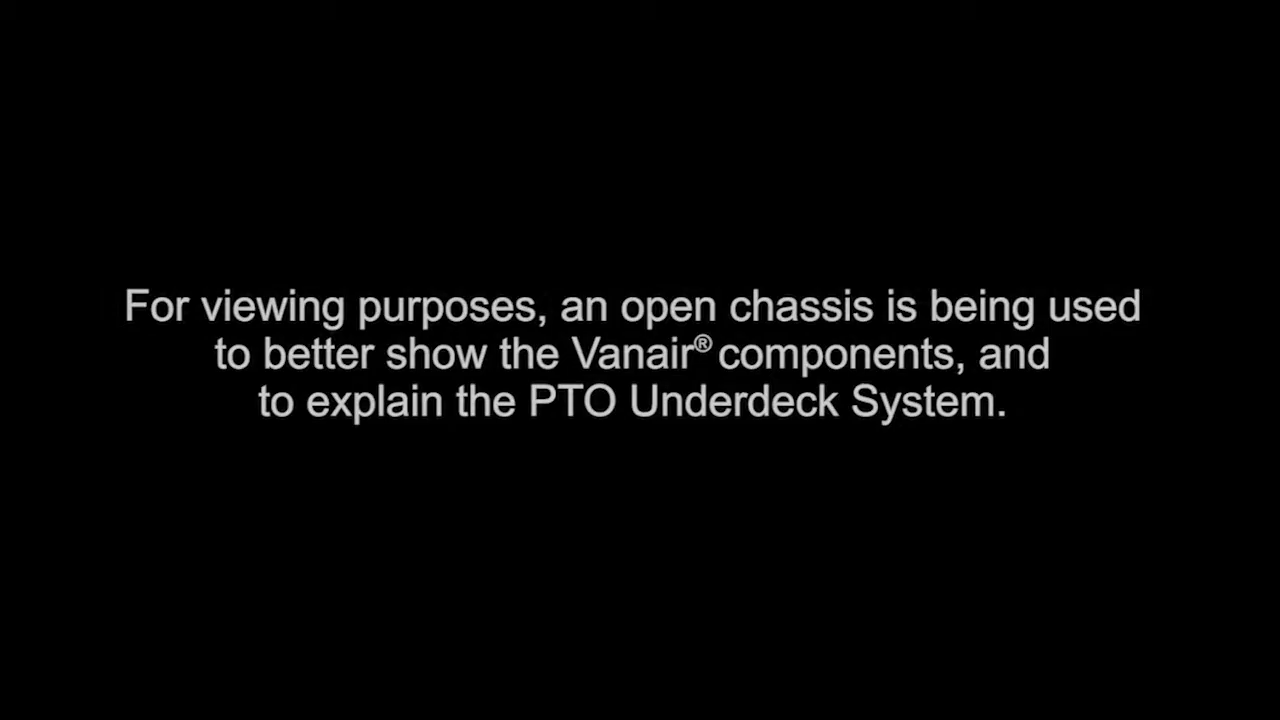 For viewing purposes, an open chassis is being used
to better show the Vanair® components, and
to explain the PTO Underdeck System.